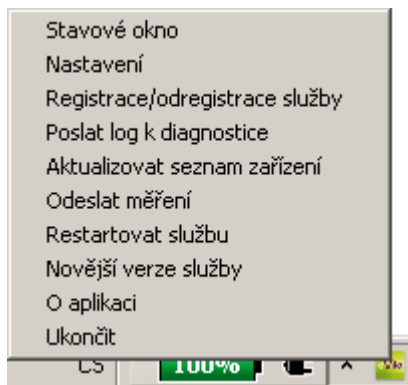 Stavové okno
Nastavení
Registrace/odregistrace služby
Poslat log k diagnostice
Aktualizovat seznam zařízení
Odeslat měření
Restartovat službu
Novější verze služby
O aplikaci
Ukončit
CS 100%